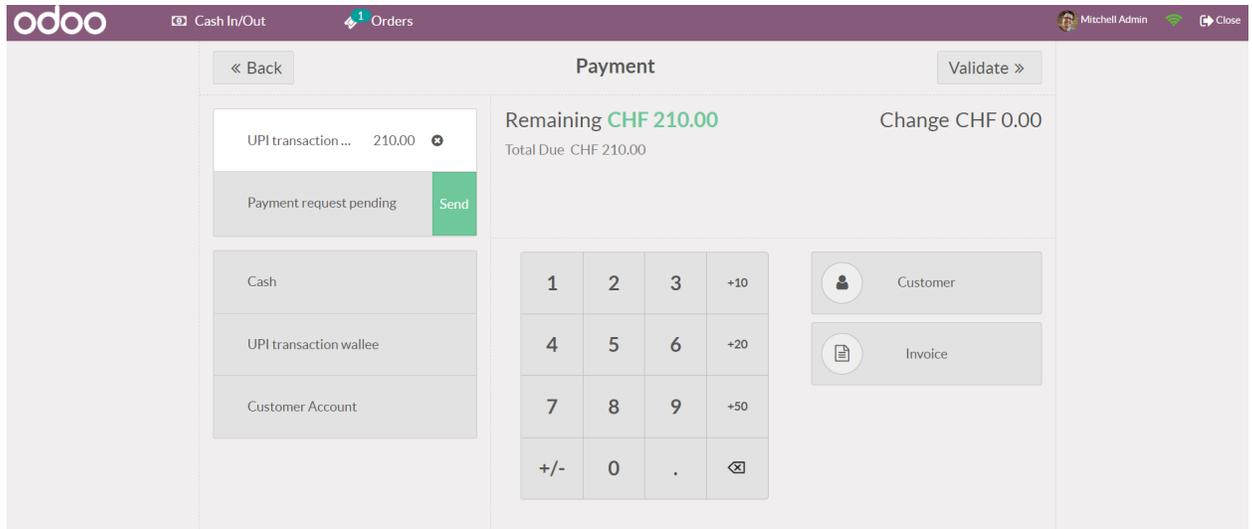 odoo Cash In/Out 1 Orders Mitchell Admin Close
« Back Payment Validate »
UPI transaction ... 210.00
Payment request pending Send
Cash
UPI transaction wallee
Customer Account
Remaining CHF 210.00 Change CHF 0.00
Total Due CHF 210.00
1 2 3 +10
4 5 6 +20
7 8 9 +50
+/- 0 .
Customer
Invoice